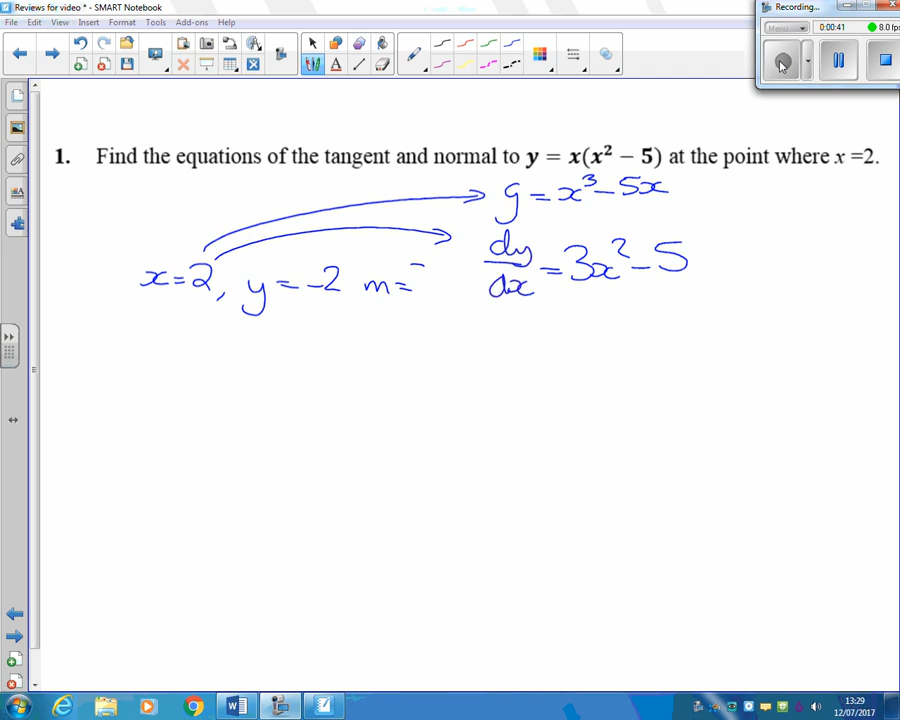 Reviews for video * - SMART Notebook
File Edit View Insert Format Tools Add-ons Help
Recording...
Menu 0:00:41 8.0 fps
1. Find the equations of the tangent and normal to y = x(x² − 5) at the point where x =2.
y = x³ − 5x
dy/dx = 3x² − 5
x = 2, y = −2 m =
13:29
12/07/2017